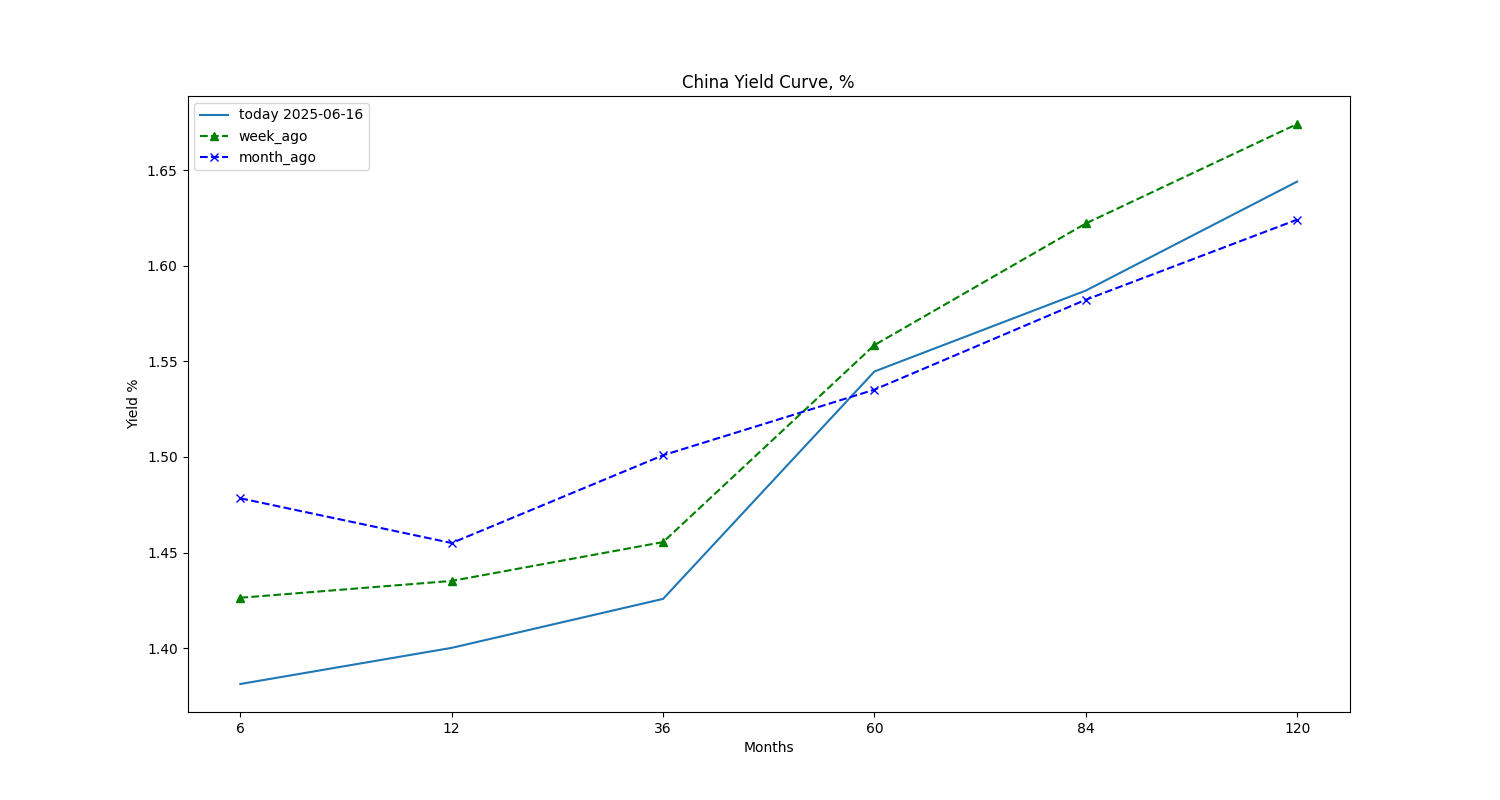 China Yield Curve, %
today 2025-06-16
week_ago
month_ago
1.65
1.60
1.55
1.50
1.45
1.40
Yield %
6 12 36 60 84 120
Months